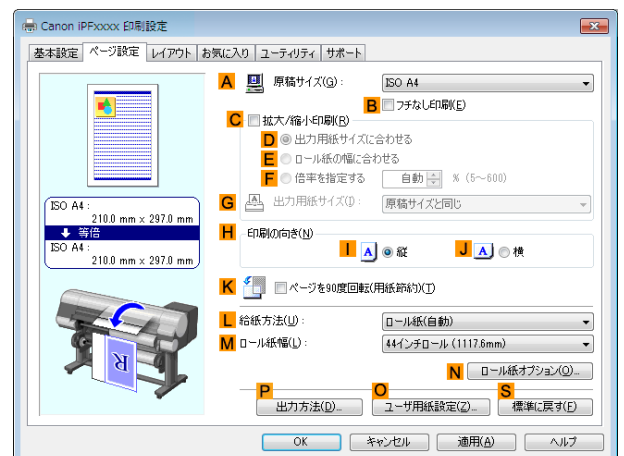 Canon iPFxxxx 印刷設定
基本設定 ページ設定 レイアウト お気に入り ユーティリティ サポート
A 原稿サイズ(G): ISO A4
B フチなし印刷(E)
C 拡大/縮小印刷(R)
D 出力用紙サイズに合わせる
E ロール紙の幅に合わせる
F 倍率を指定する 自動 % (5～600)
G 出力用紙サイズ(I): 原稿サイズと同じ
ISO A4:
210.0 mm x 297.0 mm
等倍
ISO A4:
210.0 mm x 297.0 mm
H 印刷の向き(N)
I A 縦 J A 横
K ページを90度回転(用紙節約)(T)
L 給紙方法(U): ロール紙(自動)
M ロール紙幅(L): 44インチロール (1117.6mm)
R
N ロール紙オプション(O)...
P O S
出力方法(D)... ユーザ用紙設定(Z)... 標準に戻す(F)
OK キャンセル 適用(A) ヘルプ